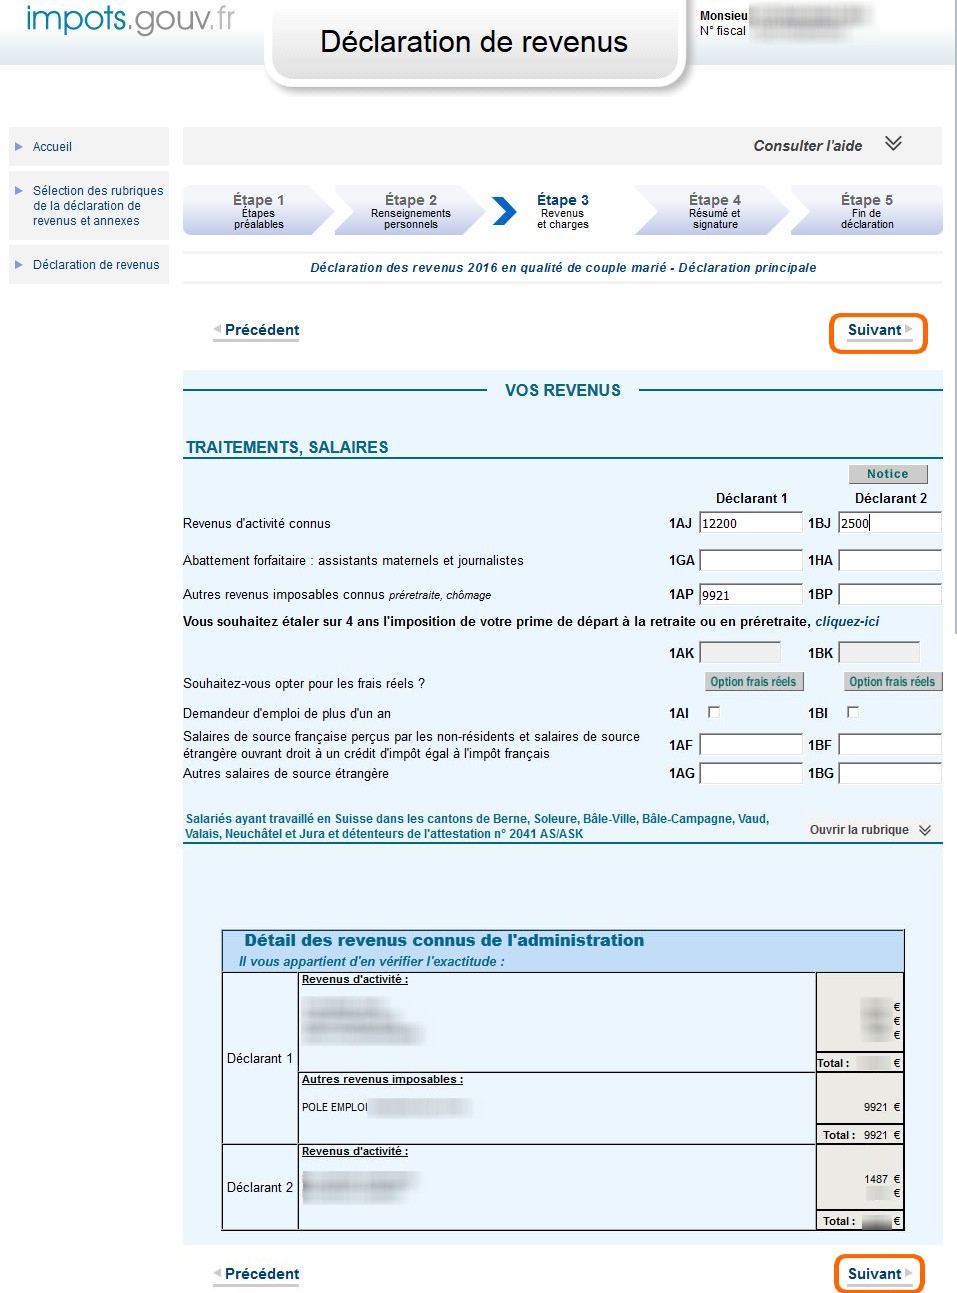 impots.gouv.fr
Déclaration de revenus
Monsieu
N° fiscal
Accueil
Sélection des rubriques
de la déclaration de
revenus et annexes
Déclaration de revenus
Consulter l'aide
Étape 1
Étapes
préalables
Étape 2
Renseignements
personnels
Étape 3
Revenus
et charges
Étape 4
Résumé et
signature
Étape 5
Fin de
déclaration
Déclaration des revenus 2016 en qualité de couple marié - Déclaration principale
Précédent
Suivant
VOS REVENUS
TRAITEMENTS, SALAIRES
Notice
Déclarant 1 Déclarant 2
Revenus d'activité connus 1AJ 12200 1BJ 2500
Abattement forfaitaire : assistants maternels et journalistes 1GA 1HA
Autres revenus imposables connus préretraite, chômage 1AP 9921 1BP
Vous souhaitez étaler sur 4 ans l'imposition de votre prime de départ à la retraite ou en préretraite, cliquez-ici
1AK 1BK
Souhaitez-vous opter pour les frais réels ? Option frais réels Option frais réels
Demandeur d'emploi de plus d'un an 1AI 1BI
Salaires de source française perçus par les non-résidents et salaires de source
étrangère ouvrant droit à un crédit d'impôt égal à l'impôt français 1AF 1BF
Autres salaires de source étrangère 1AG 1BG
Salariés ayant travaillé en Suisse dans les cantons de Berne, Soleure, Bâle-Ville, Bâle-Campagne, Vaud,
Valais, Neuchâtel et Jura et détenteurs de l'attestation n° 2041 AS/ASK
Ouvrir la rubrique
Détail des revenus connus de l'administration
Il vous appartient d'en vérifier l'exactitude :
Déclarant 1
Revenus d'activité :
€
€
€
Total : €
Autres revenus imposables :
POLE EMPLOI 9921 €
Total : 9921 €
Déclarant 2
Revenus d'activité :
1487 €
€
Total : €
Précédent
Suivant